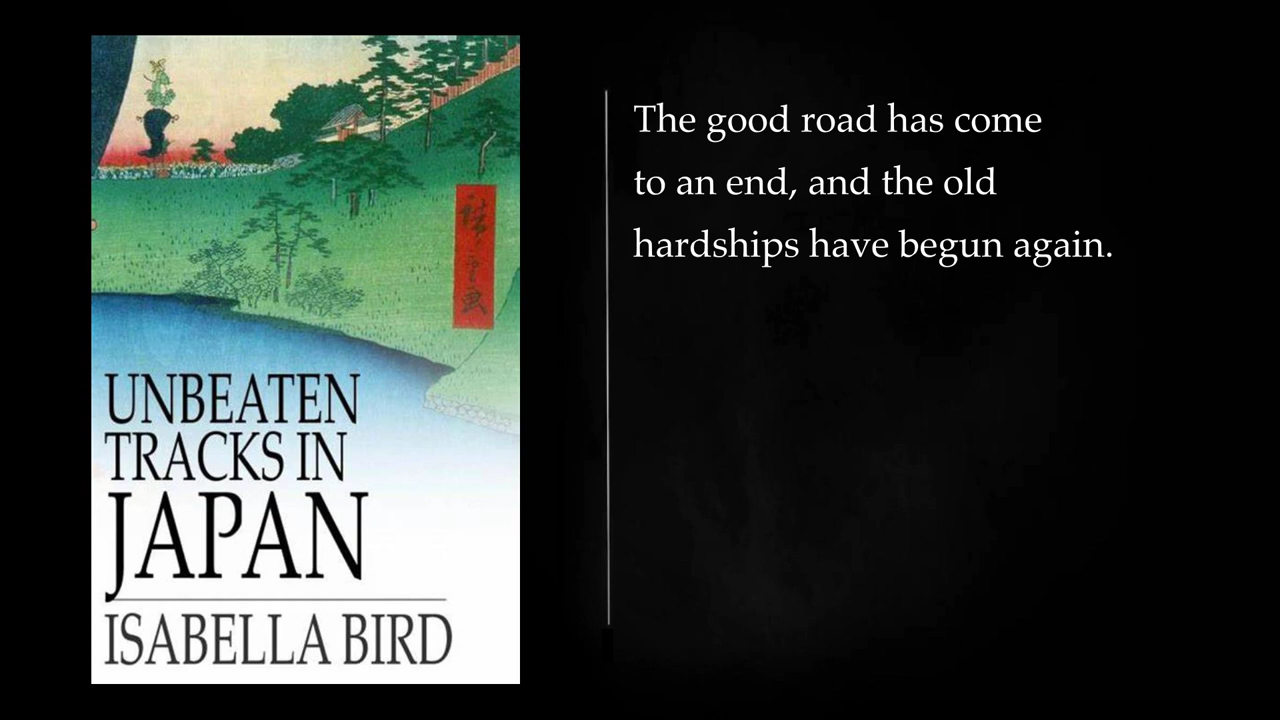 UNBEATEN
TRACKS IN
JAPAN
ISABELLA BIRD
The good road has come
to an end, and the old
hardships have begun again.